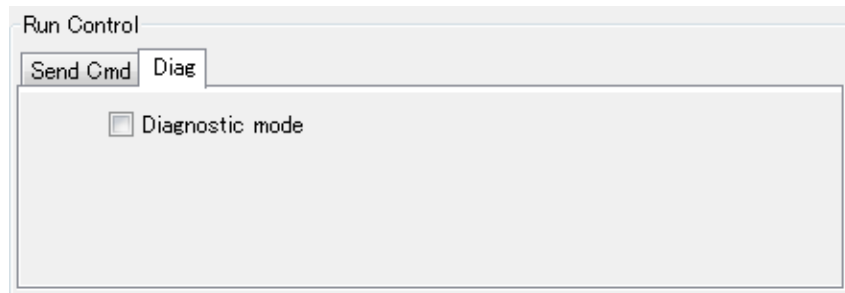 Run Control
Send Cmd Diag
Diagnostic mode